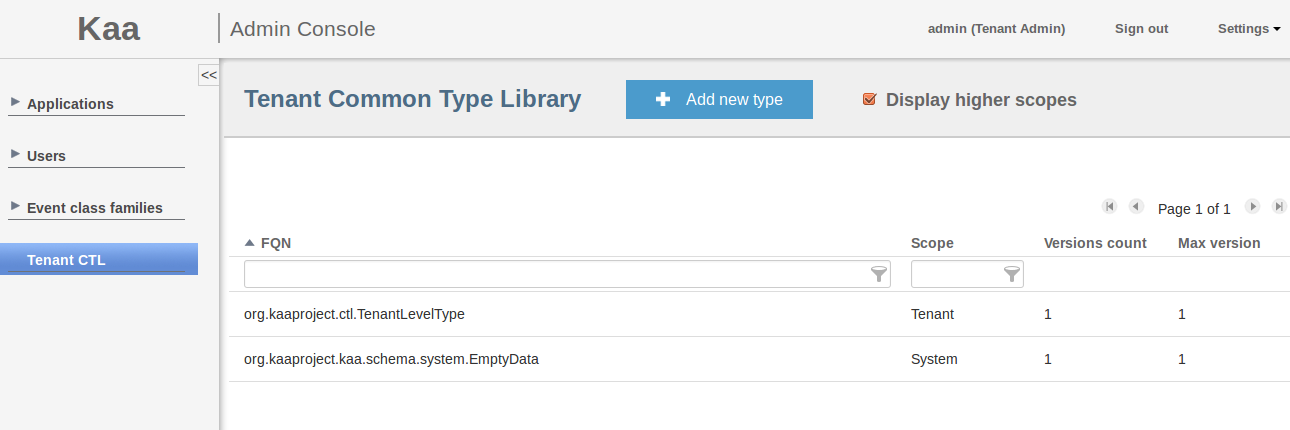 Kaa
Admin Console
admin (Tenant Admin)
Sign out
Settings
<<
Applications
Users
Event class families
Tenant CTL
Tenant Common Type Library
Add new type
Display higher scopes
Page 1 of 1
FQN Scope Versions count Max version
org.kaaproject.ctl.TenantLevelType Tenant 1 1
org.kaaproject.kaa.schema.system.EmptyData System 1 1